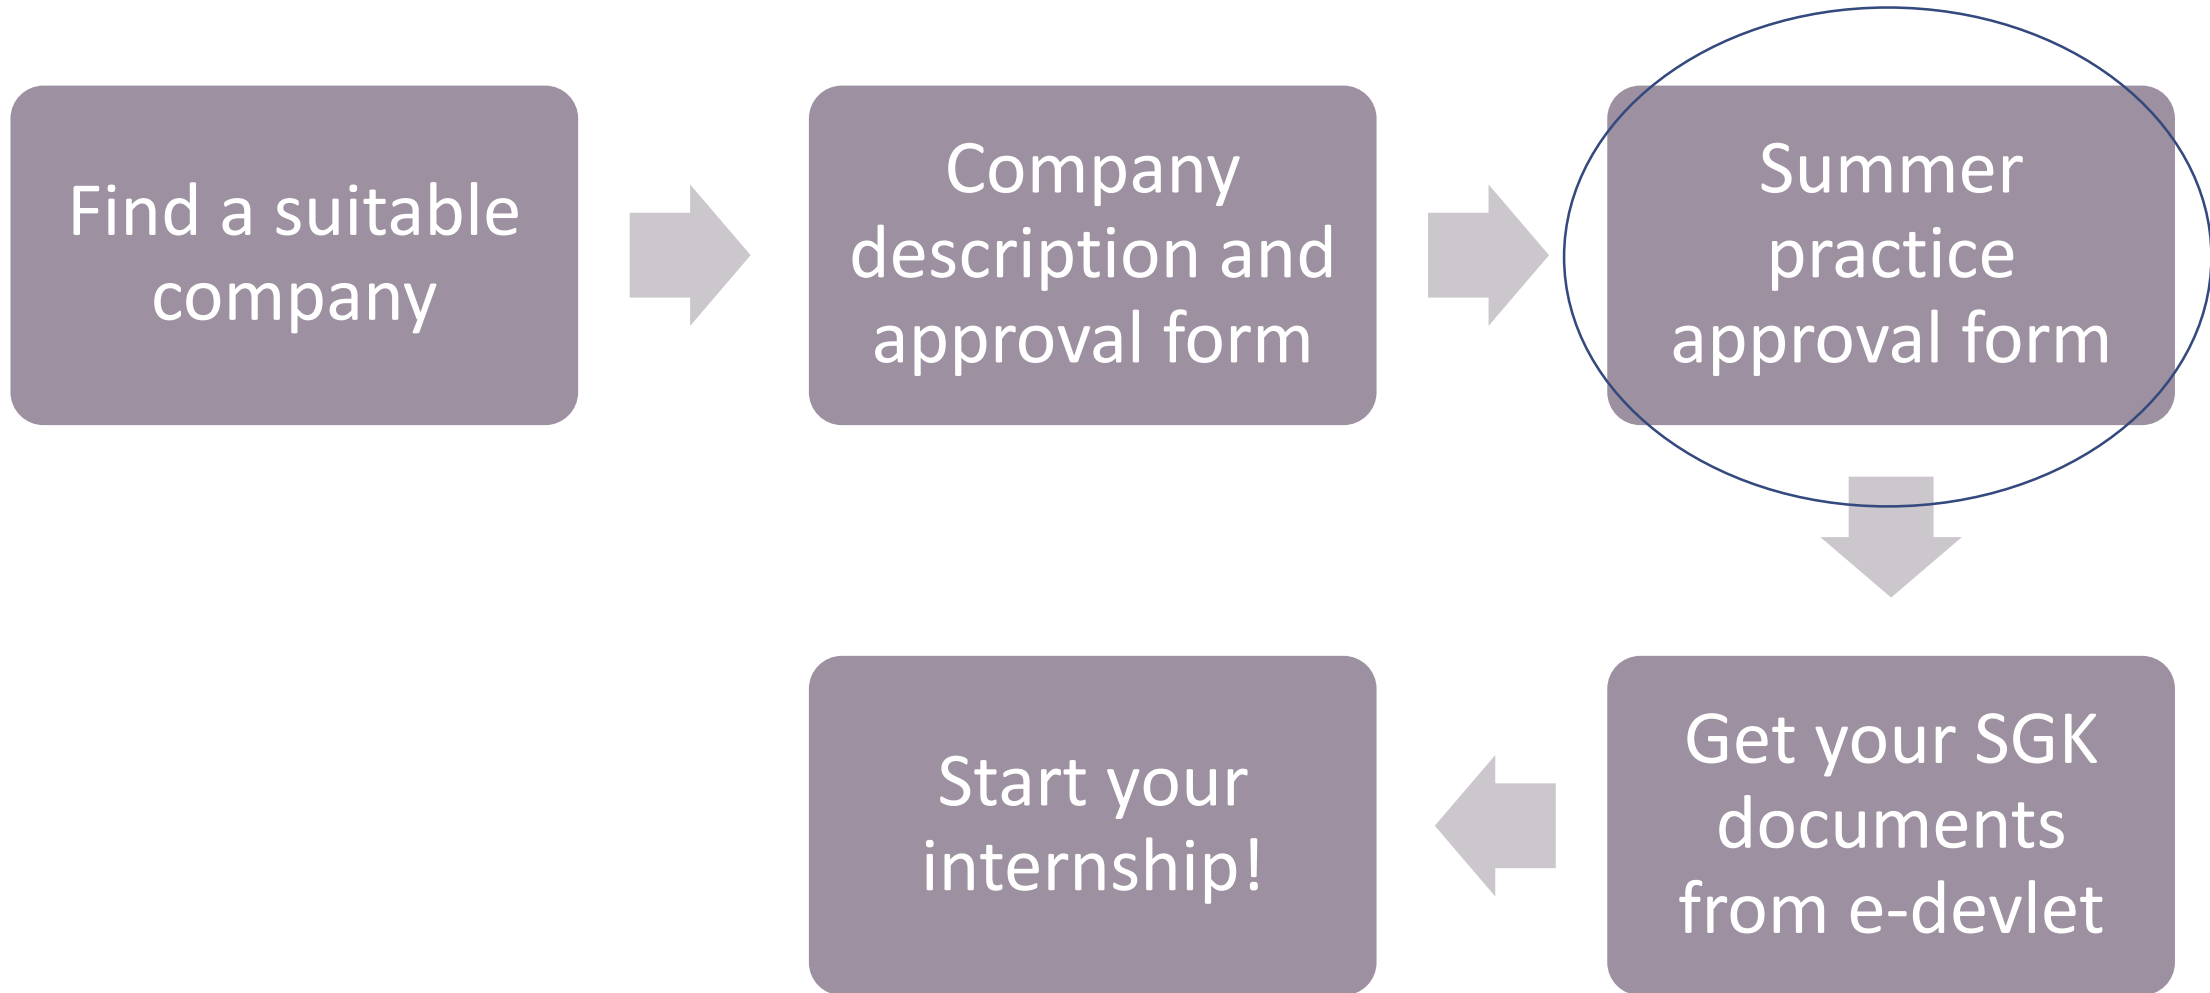 Find a suitable
company
Company
description and
approval form
Summer
practice
approval form
Get your SGK
documents
from e-devlet
Start your
internship!